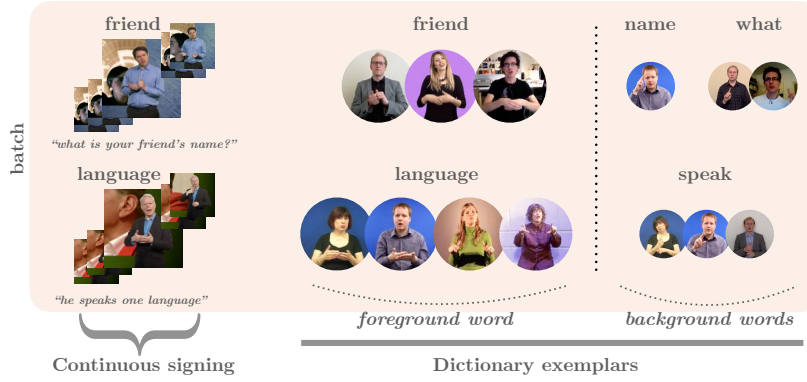 friend
friend
name
what
"what is your friend's name?"
batch
language
language
speak
"he speaks one language"
foreground word
background words
Continuous signing
Dictionary exemplars